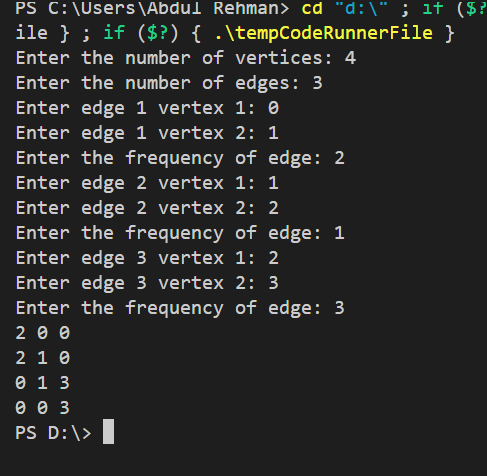 PS C:\Users\Abdul Rehman> cd "d:\" ; if ($?
ile } ; if ($?) { .\tempCodeRunnerFile }
Enter the number of vertices: 4
Enter the number of edges: 3
Enter edge 1 vertex 1: 0
Enter edge 1 vertex 2: 1
Enter the frequency of edge: 2
Enter edge 2 vertex 1: 1
Enter edge 2 vertex 2: 2
Enter the frequency of edge: 1
Enter edge 3 vertex 1: 2
Enter edge 3 vertex 2: 3
Enter the frequency of edge: 3
2 0 0
2 1 0
0 1 3
0 0 3
PS D:\>